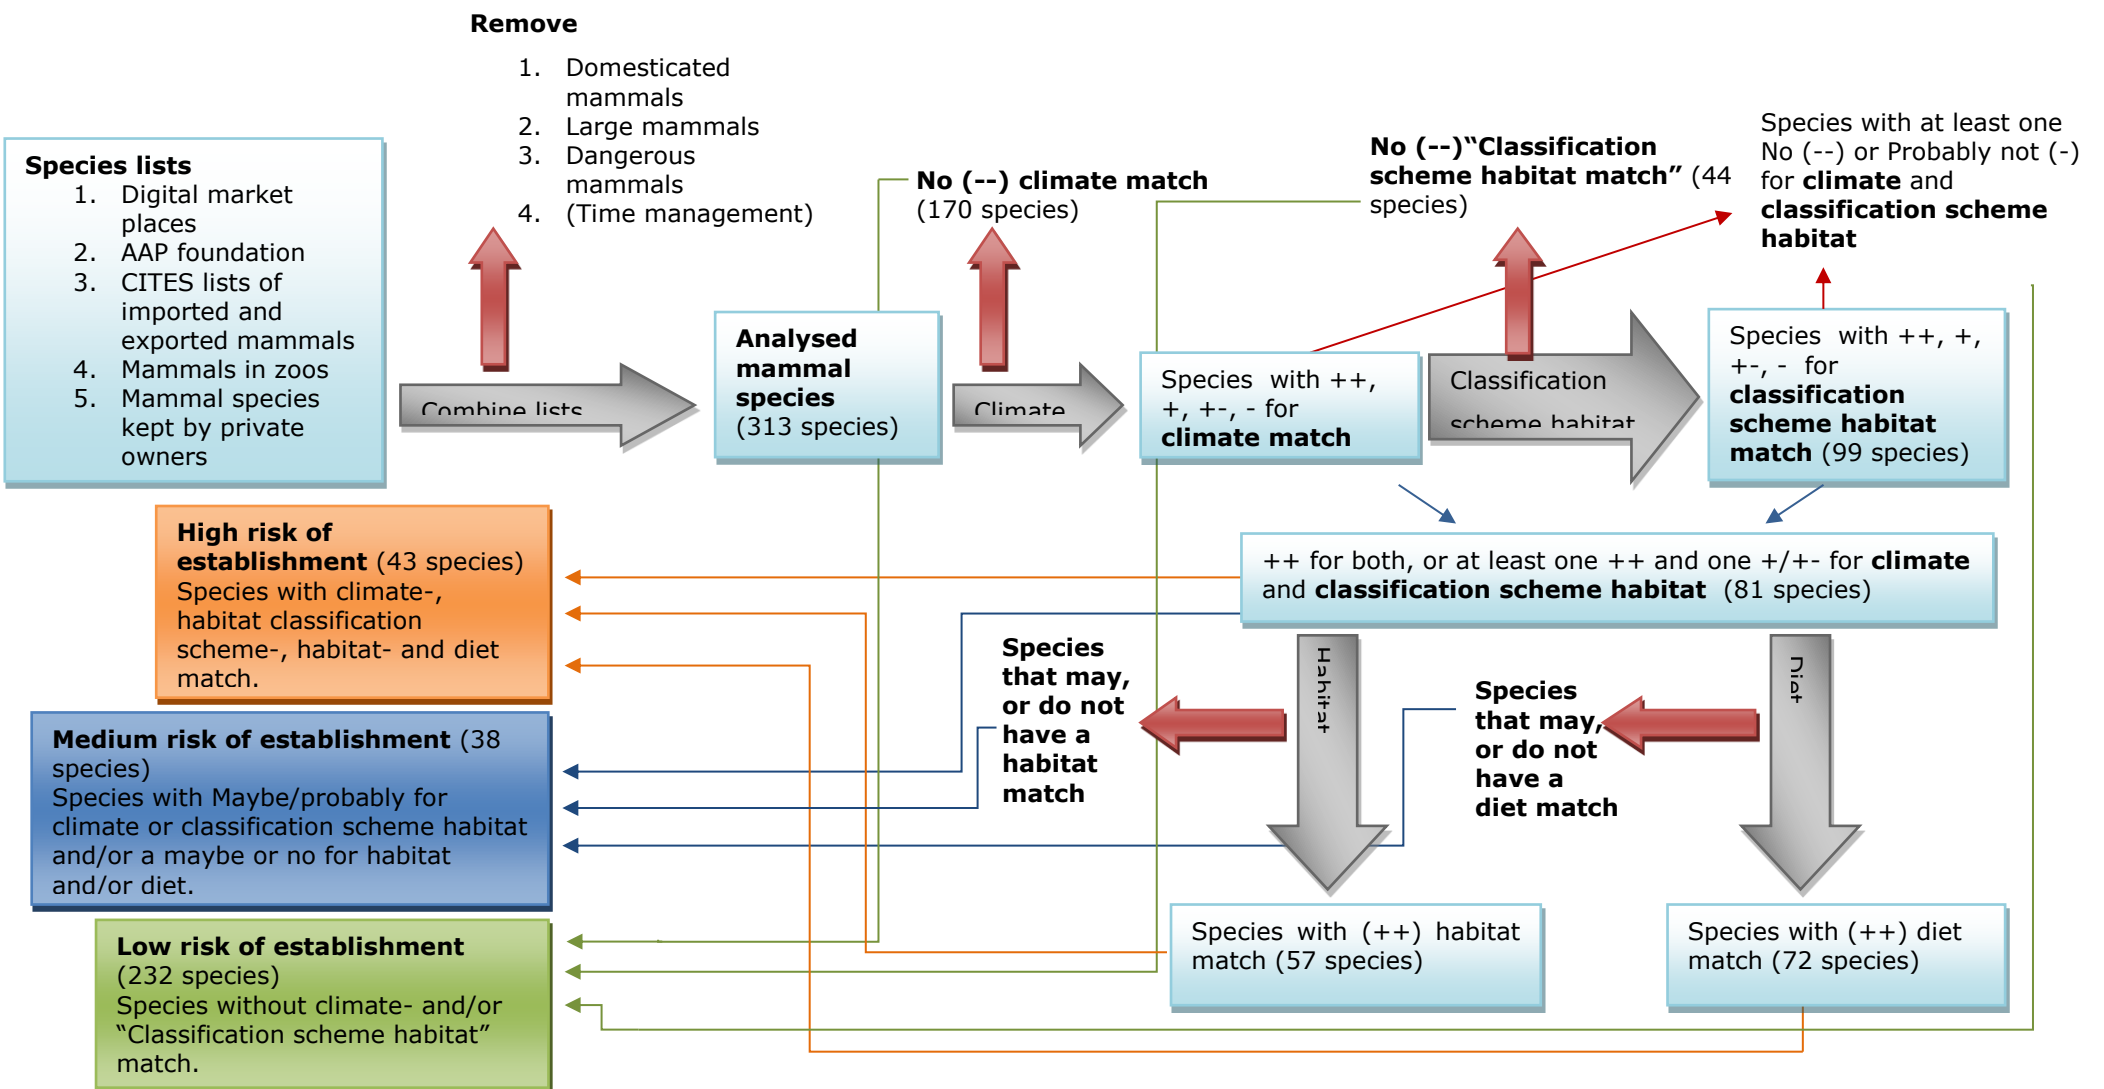 Remove
1. Domesticated
mammals
2. Large mammals
3. Dangerous
mammals
4. (Time management)
Species lists
1. Digital market
places
2. AAP foundation
3. CITES lists of
imported and
exported mammals
4. Mammals in zoos
5. Mammal species
kept by private
owners
Combine lists
Analysed
mammal
species
(313 species)
No (--) climate match
(170 species)
Climate
Species with ++,
+, +-, - for
climate match
No (--)“Classification
scheme habitat match” (44
species)
Classification
scheme habitat
Species with at least one
No (--) or Probably not (-)
for climate and
classification scheme
habitat
Species with ++, +,
+-, - for
classification
scheme habitat
match (99 species)
++ for both, or at least one ++ and one +/+- for climate
and classification scheme habitat (81 species)
Habitat
Diet
Species
that may,
or do not
have a
habitat
match
Species
that may,
or do not
have a
diet match
Species with (++) habitat
match (57 species)
Species with (++) diet
match (72 species)
High risk of
establishment (43 species)
Species with climate-,
habitat classification
scheme-, habitat- and diet
match.
Medium risk of establishment (38
species)
Species with Maybe/probably for
climate or classification scheme habitat
and/or a maybe or no for habitat
and/or diet.
Low risk of establishment
(232 species)
Species without climate- and/or
“Classification scheme habitat”
match.